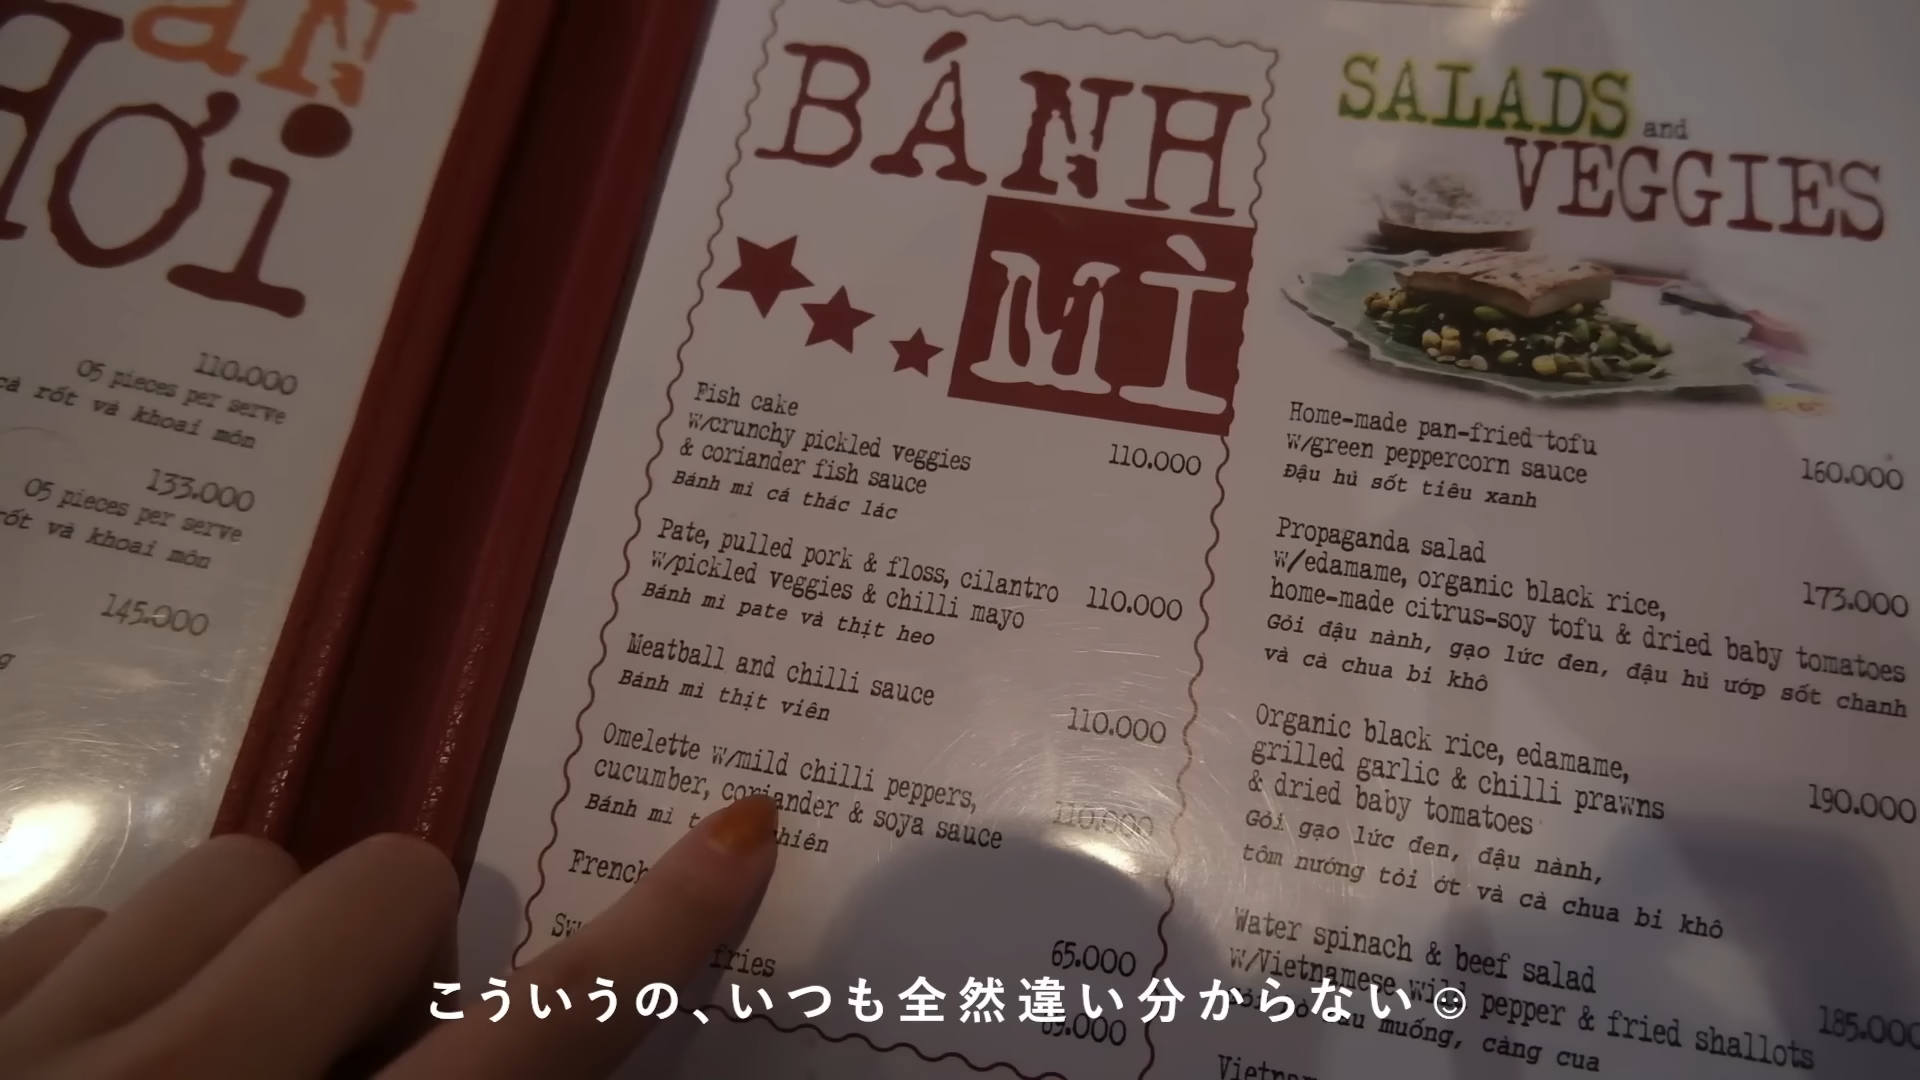 aN
Hơi
110.000
05 pieces per serve
cá rốt và khoai môn
133.000
05 pieces per serve
rốt và khoai môn
145.000
BÁNH
MÌ
Fish cake
w/crunchy pickled veggies
& coriander fish sauce
110.000
Bánh mì cá thác lác
Pate, pulled pork & floss, cilantro
w/pickled veggies & chilli mayo
110.000
Bánh mì pate và thịt heo
Meatball and chilli sauce
Bánh mì thịt viên
110.000
Omelette w/mild chilli peppers,
cucumber, coriander & soya sauce
110.000
Bánh mì
French
65.000
fries
69.000
SALADS and
VEGGIES
Home-made pan-fried tofu
w/green peppercorn sauce
160.000
Đậu hủ sốt tiêu xanh
Propaganda salad
w/edamame, organic black rice,
173.000
home-made citrus-soy tofu & dried baby tomatoes
Gỏi đậu nành, gạo lức đen, đậu hủ ướp sốt chanh
và cà chua bi khô
Organic black rice, edamame,
grilled garlic & chilli prawns
190.000
& dried baby tomatoes
Gỏi gạo lức đen, đậu nành,
tôm nướng tỏi ớt và cà chua bi khô
Water spinach & beef salad
w/Vietnamese wild pepper & fried shallots
185.000
muống, càng cua
こういうの、いつも全然違い分からない☺